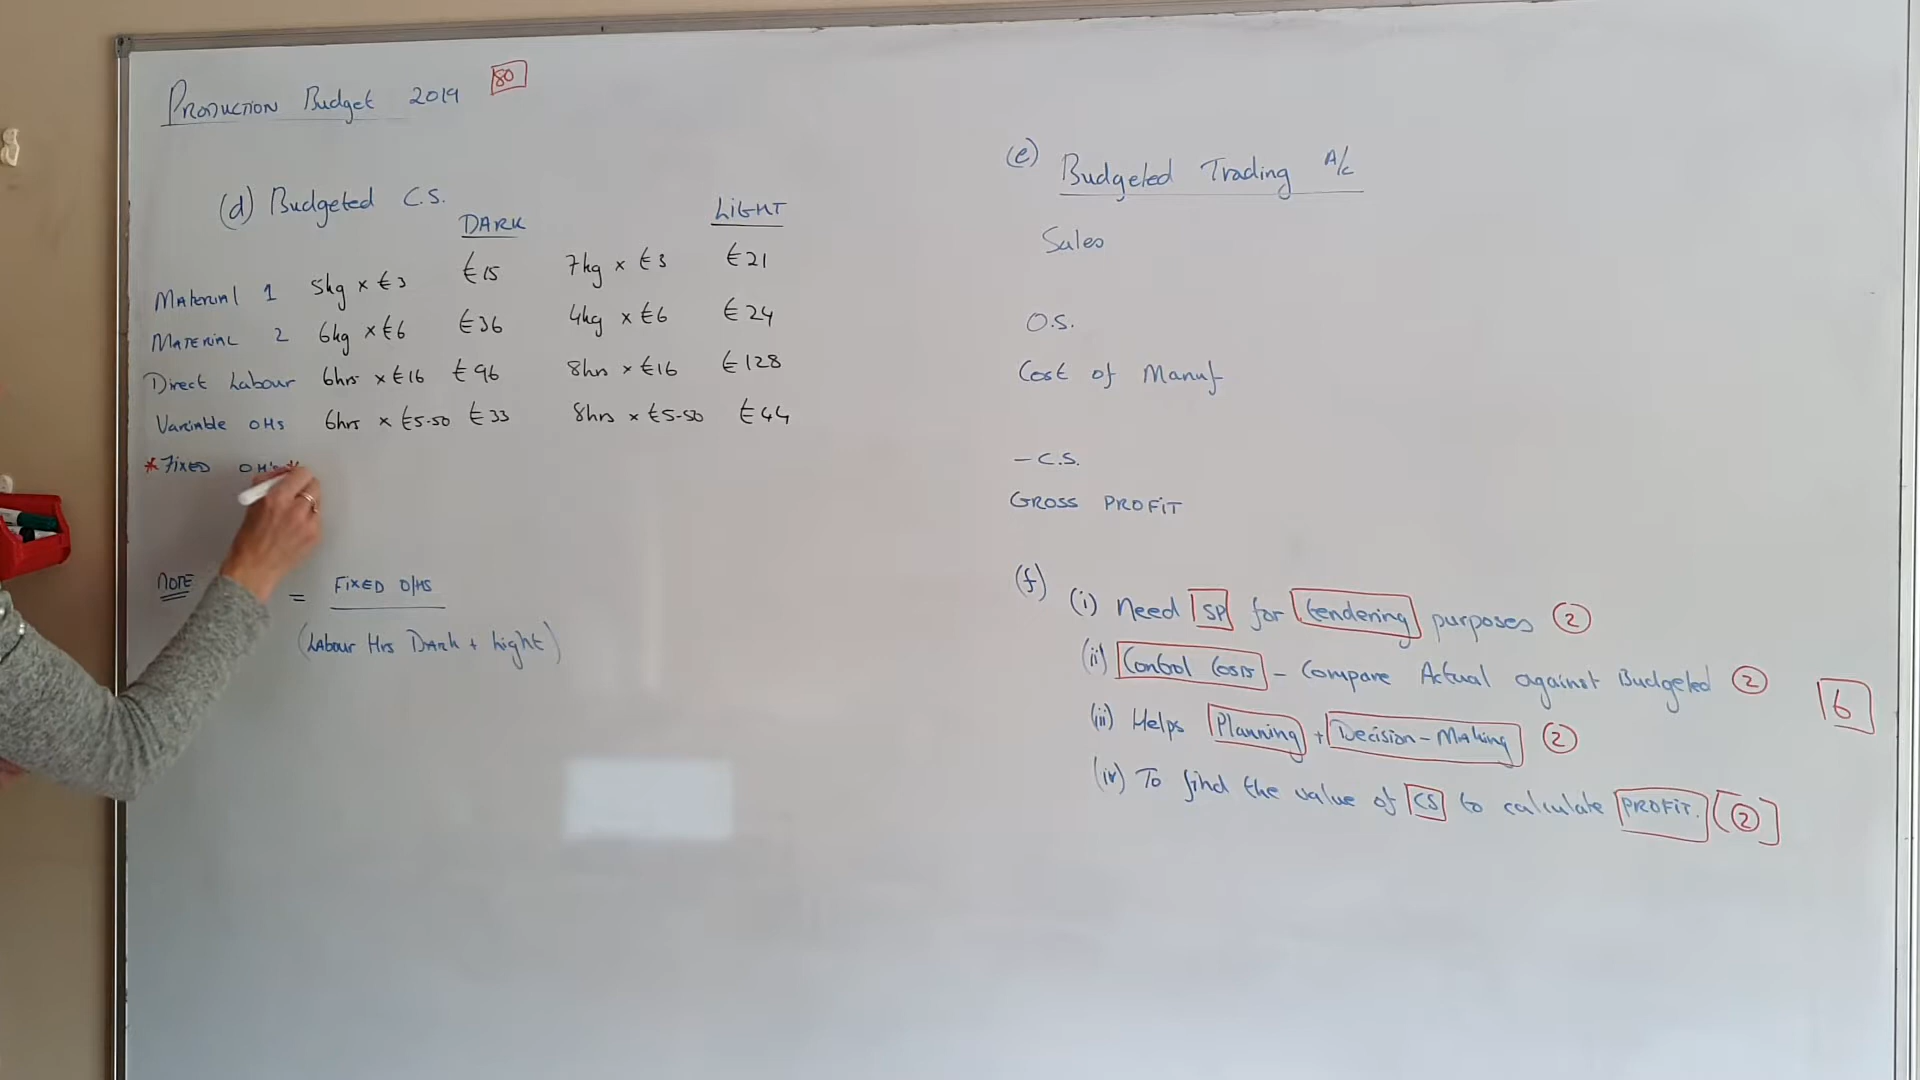 PRODUCTION Budget 2019 80
(d) Budgeted C.S.
DARK LIGHT
Material 1 5kg x €3 €15 7kg x €3 €21
Material 2 6kg x €6 €36 4kg x €6 €24
Direct Labour 6hrs x €16 €96 8hrs x €16 €128
Variable OHs 6hrs x €5-50 €33 8hrs x €5-50 €44
*Fixed OH's *
NOTE = FIXED O/HS
(Labour Hrs Dark + Light)
(e) Budgeted Trading A/c
Sales
O.S.
Cost of Manuf
- C.S.
GROSS PROFIT
(f) (i) Need SP for tendering purposes 2
(ii) Control Costs - Compare Actual against Budgeted 2
(iii) Helps Planning + Decision-Making 2
6
(iv) To find the value of CS to calculate PROFIT. [2]